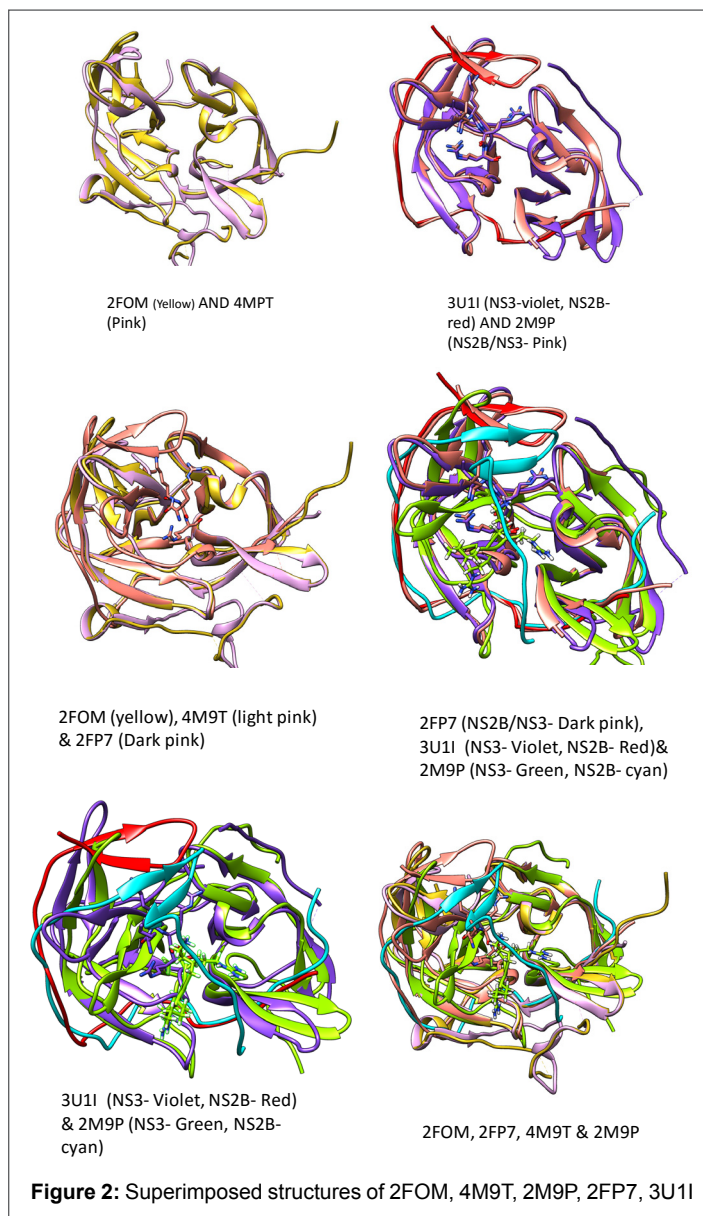 2FOM (Yellow) AND 4MPT
(Pink)
3U1I (NS3-violet, NS2B-
red) AND 2M9P
(NS2B/NS3- Pink)
2FOM (yellow), 4M9T (light pink)
& 2FP7 (Dark pink)
2FP7 (NS2B/NS3- Dark pink),
3U1I (NS3- Violet, NS2B- Red)&
2M9P (NS3- Green, NS2B- cyan)
3U1I (NS3- Violet, NS2B- Red)
& 2M9P (NS3- Green, NS2B-
cyan)
2FOM, 2FP7, 4M9T & 2M9P
Figure 2: Superimposed structures of 2FOM, 4M9T, 2M9P, 2FP7, 3U1I